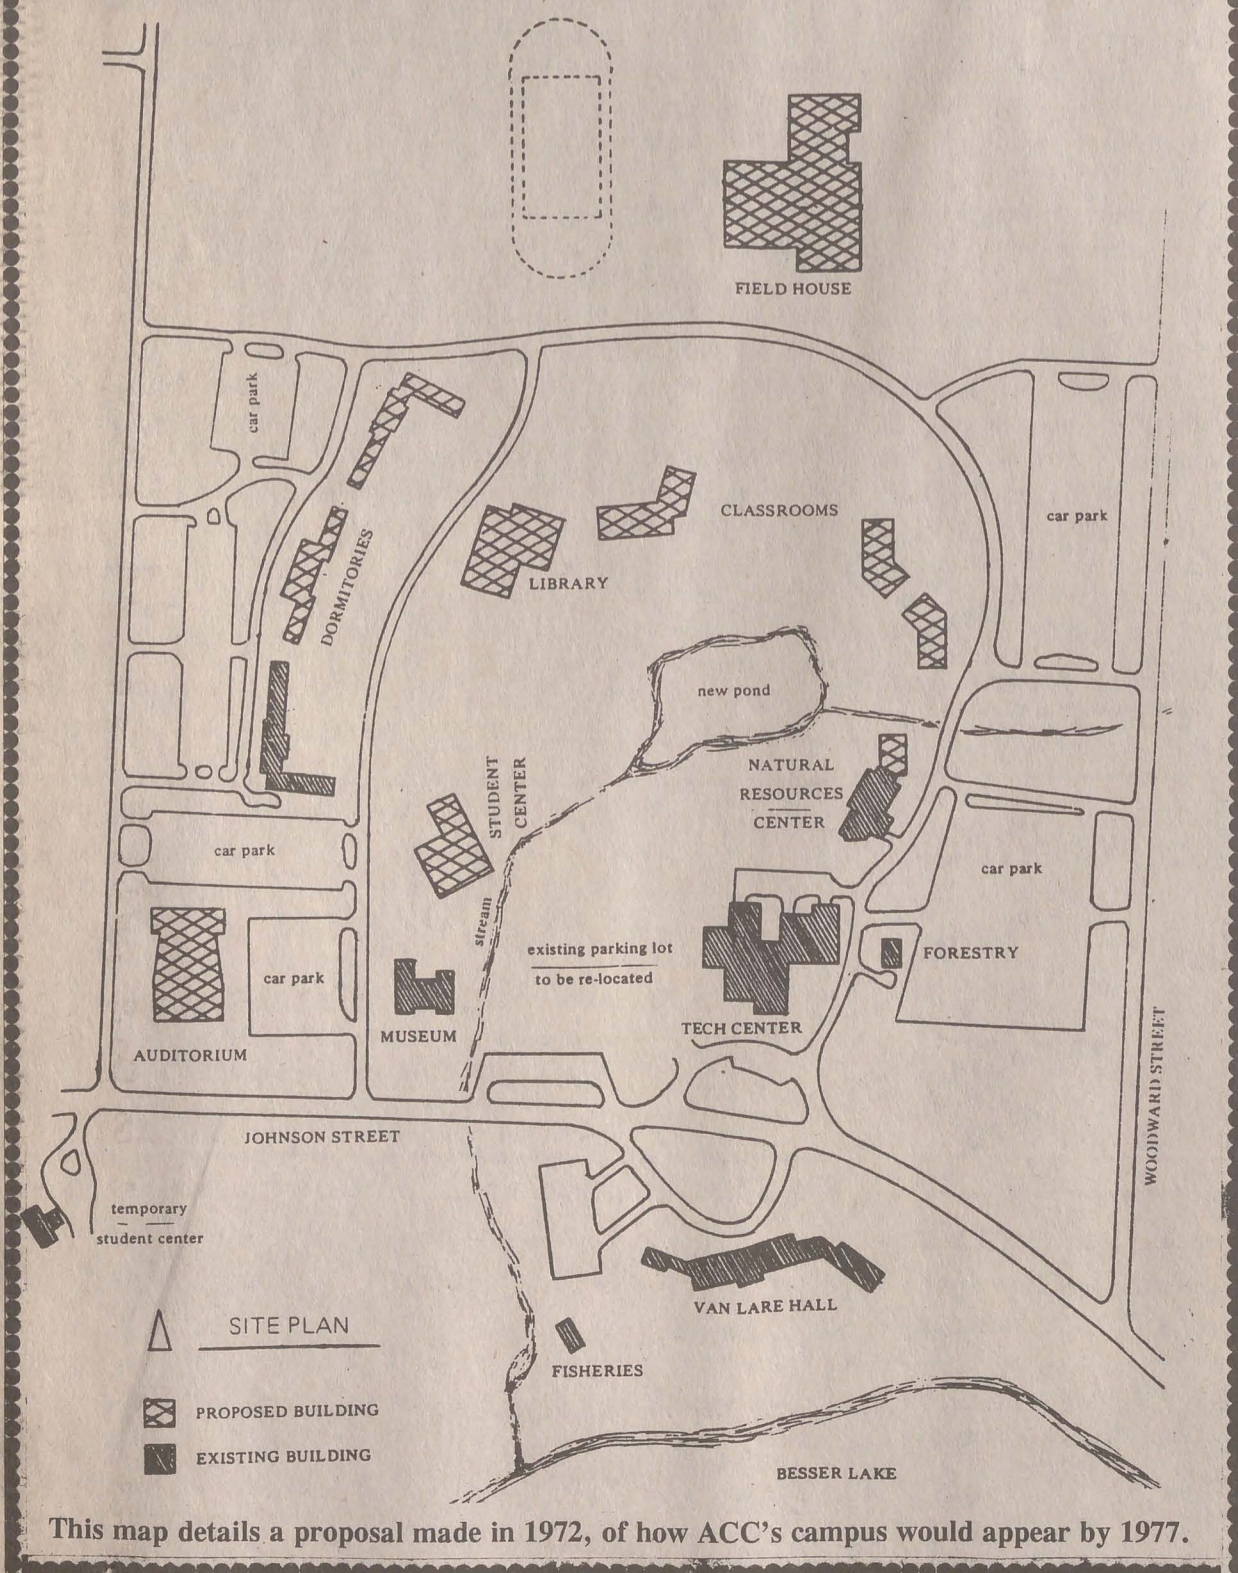 FIELD HOUSE
car park
CLASSROOMS
car park
LIBRARY
DORMITORIES
new pond
STUDENT
CENTER
NATURAL
RESOURCES
CENTER
car park
car park
stream
existing parking lot
to be re-located
FORESTRY
car park
MUSEUM
TECH CENTER
AUDITORIUM
WOODWARD STREET
JOHNSON STREET
temporary
student center
VAN LARE HALL
SITE PLAN
FISHERIES
PROPOSED BUILDING
EXISTING BUILDING
BESSER LAKE
This map details a proposal made in 1972, of how ACC's campus would appear by 1977.